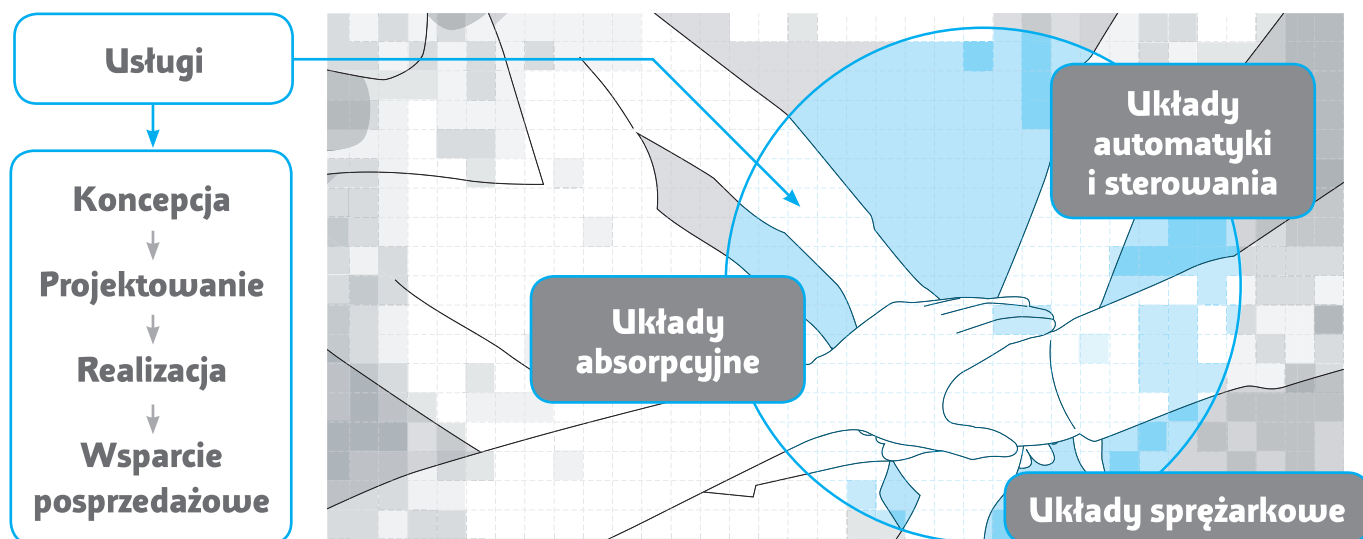 Usługi
Koncepcja
Projektowanie
Realizacja
Wsparcie
posprzedażowe
Układy
automatyki
i sterowania
Układy
absorpcyjne
Układy sprężarkowe